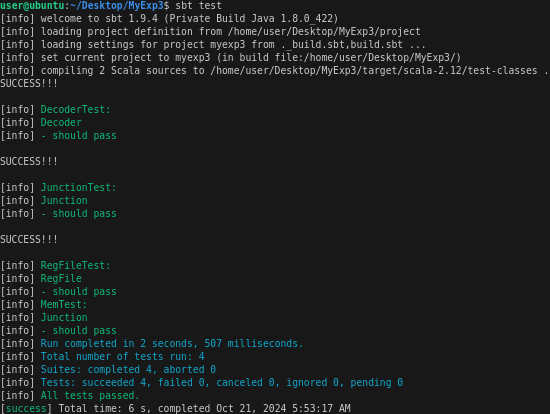 user@ubuntu:~/Desktop/MyExp3$ sbt test
[info] welcome to sbt 1.9.4 (Private Build Java 1.8.0_422)
[info] loading project definition from /home/user/Desktop/MyExp3/project
[info] loading settings for project myexp3 from ._build.sbt,build.sbt ...
[info] set current project to myexp3 (in build file:/home/user/Desktop/MyExp3/)
[info] compiling 2 Scala sources to /home/user/Desktop/MyExp3/target/scala-2.12/test-classes .
SUCCESS!!!
[info] DecoderTest:
[info] Decoder
[info] - should pass
SUCCESS!!!
[info] JunctionTest:
[info] Junction
[info] - should pass
SUCCESS!!!
[info] RegFileTest:
[info] RegFile
[info] - should pass
[info] MemTest:
[info] Junction
[info] - should pass
[info] Run completed in 2 seconds, 507 milliseconds.
[info] Total number of tests run: 4
[info] Suites: completed 4, aborted 0
[info] Tests: succeeded 4, failed 0, canceled 0, ignored 0, pending 0
[info] All tests passed.
[success] Total time: 6 s, completed Oct 21, 2024 5:53:17 AM